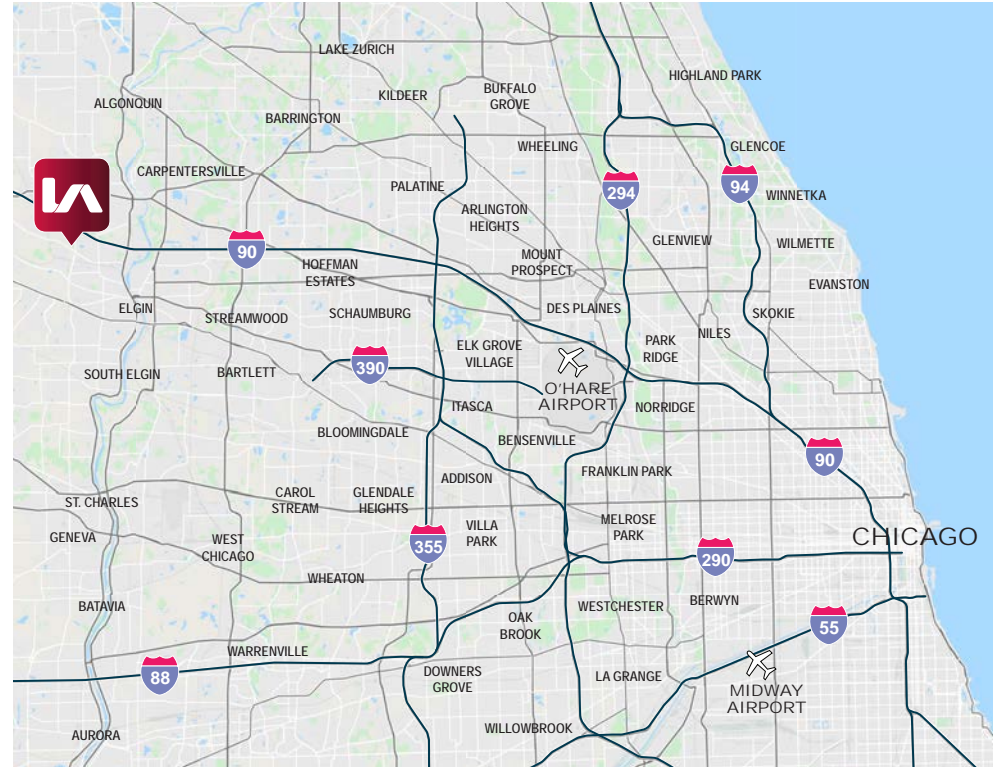 LAKE ZURICH
HIGHLAND PARK
KILDEER
BUFFALO
GROVE
ALGONQUIN
BARRINGTON
WHEELING
GLENCOE
CARPENTERSVILLE
PALATINE
294
94
WINNETKA
ARLINGTON
HEIGHTS
GLENVIEW
WILMETTE
90
HOFFMAN
ESTATES
MOUNT
PROSPECT
EVANSTON
ELGIN
STREAMWOOD
SCHAUMBURG
DES PLAINES
SKOKIE
NILES
PARK
RIDGE
ELK GROVE
VILLAGE
390
SOUTH ELGIN
BARTLETT
O'HARE
AIRPORT
ITASCA
NORRIDGE
BLOOMINGDALE
BENSENVILLE
90
ADDISON
FRANKLIN PARK
ST. CHARLES
CAROL
STREAM
GLENDALE
HEIGHTS
GENEVA
WEST
CHICAGO
355
VILLA
PARK
MELROSE
PARK
290
CHICAGO
WHEATON
BATAVIA
OAK
BROOK
WESTCHESTER
BERWYN
55
WARRENVILLE
88
DOWNERS
GROVE
LA GRANGE
MIDWAY
AIRPORT
AURORA
WILLOWBROOK